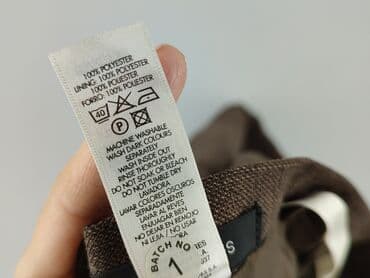 100% POLYESTER
LINING: 100% POLYESTER
FORRO: 100% POLIESTER
40
P
MACHINE WASHABLE
WASH DARK COLOURS
SEPARATELY
WASH INSIDE OUT
RINSE THOROUGHLY
DO NOT SOAK OR BLEACH
DO NOT TUMBLE DRY
LAVABLE
LAVAR COLORES OSCUROS
SEPARADAMENTE
LAVAR AL REVES
ENJUAGAR BIEN
NO DEJAR EN REMOJO
BATCH NO
1
S